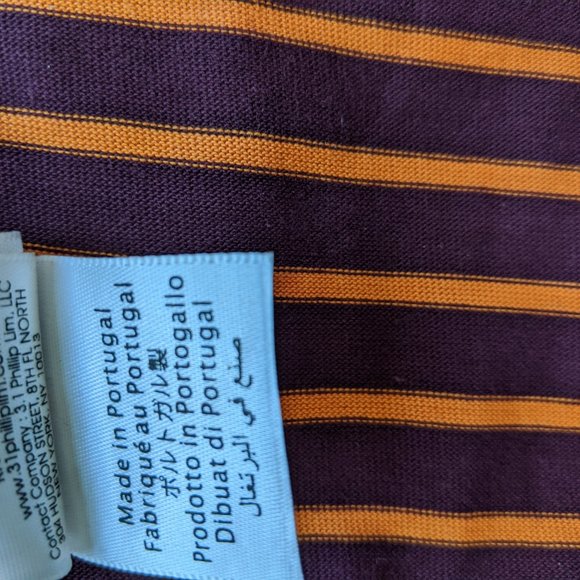 www.31philliplim.c
Contact Company: 3.1 Phillip Lim. LLC
304 HUDSON STREET, 8TH FL NORTH
NEW YORK, NY 10013
Made in Portugal
Fabriqué au Portugal
ポルトガル製
Prodotto in Portogallo
Dibuat di Portugal
صنع في البرتغال